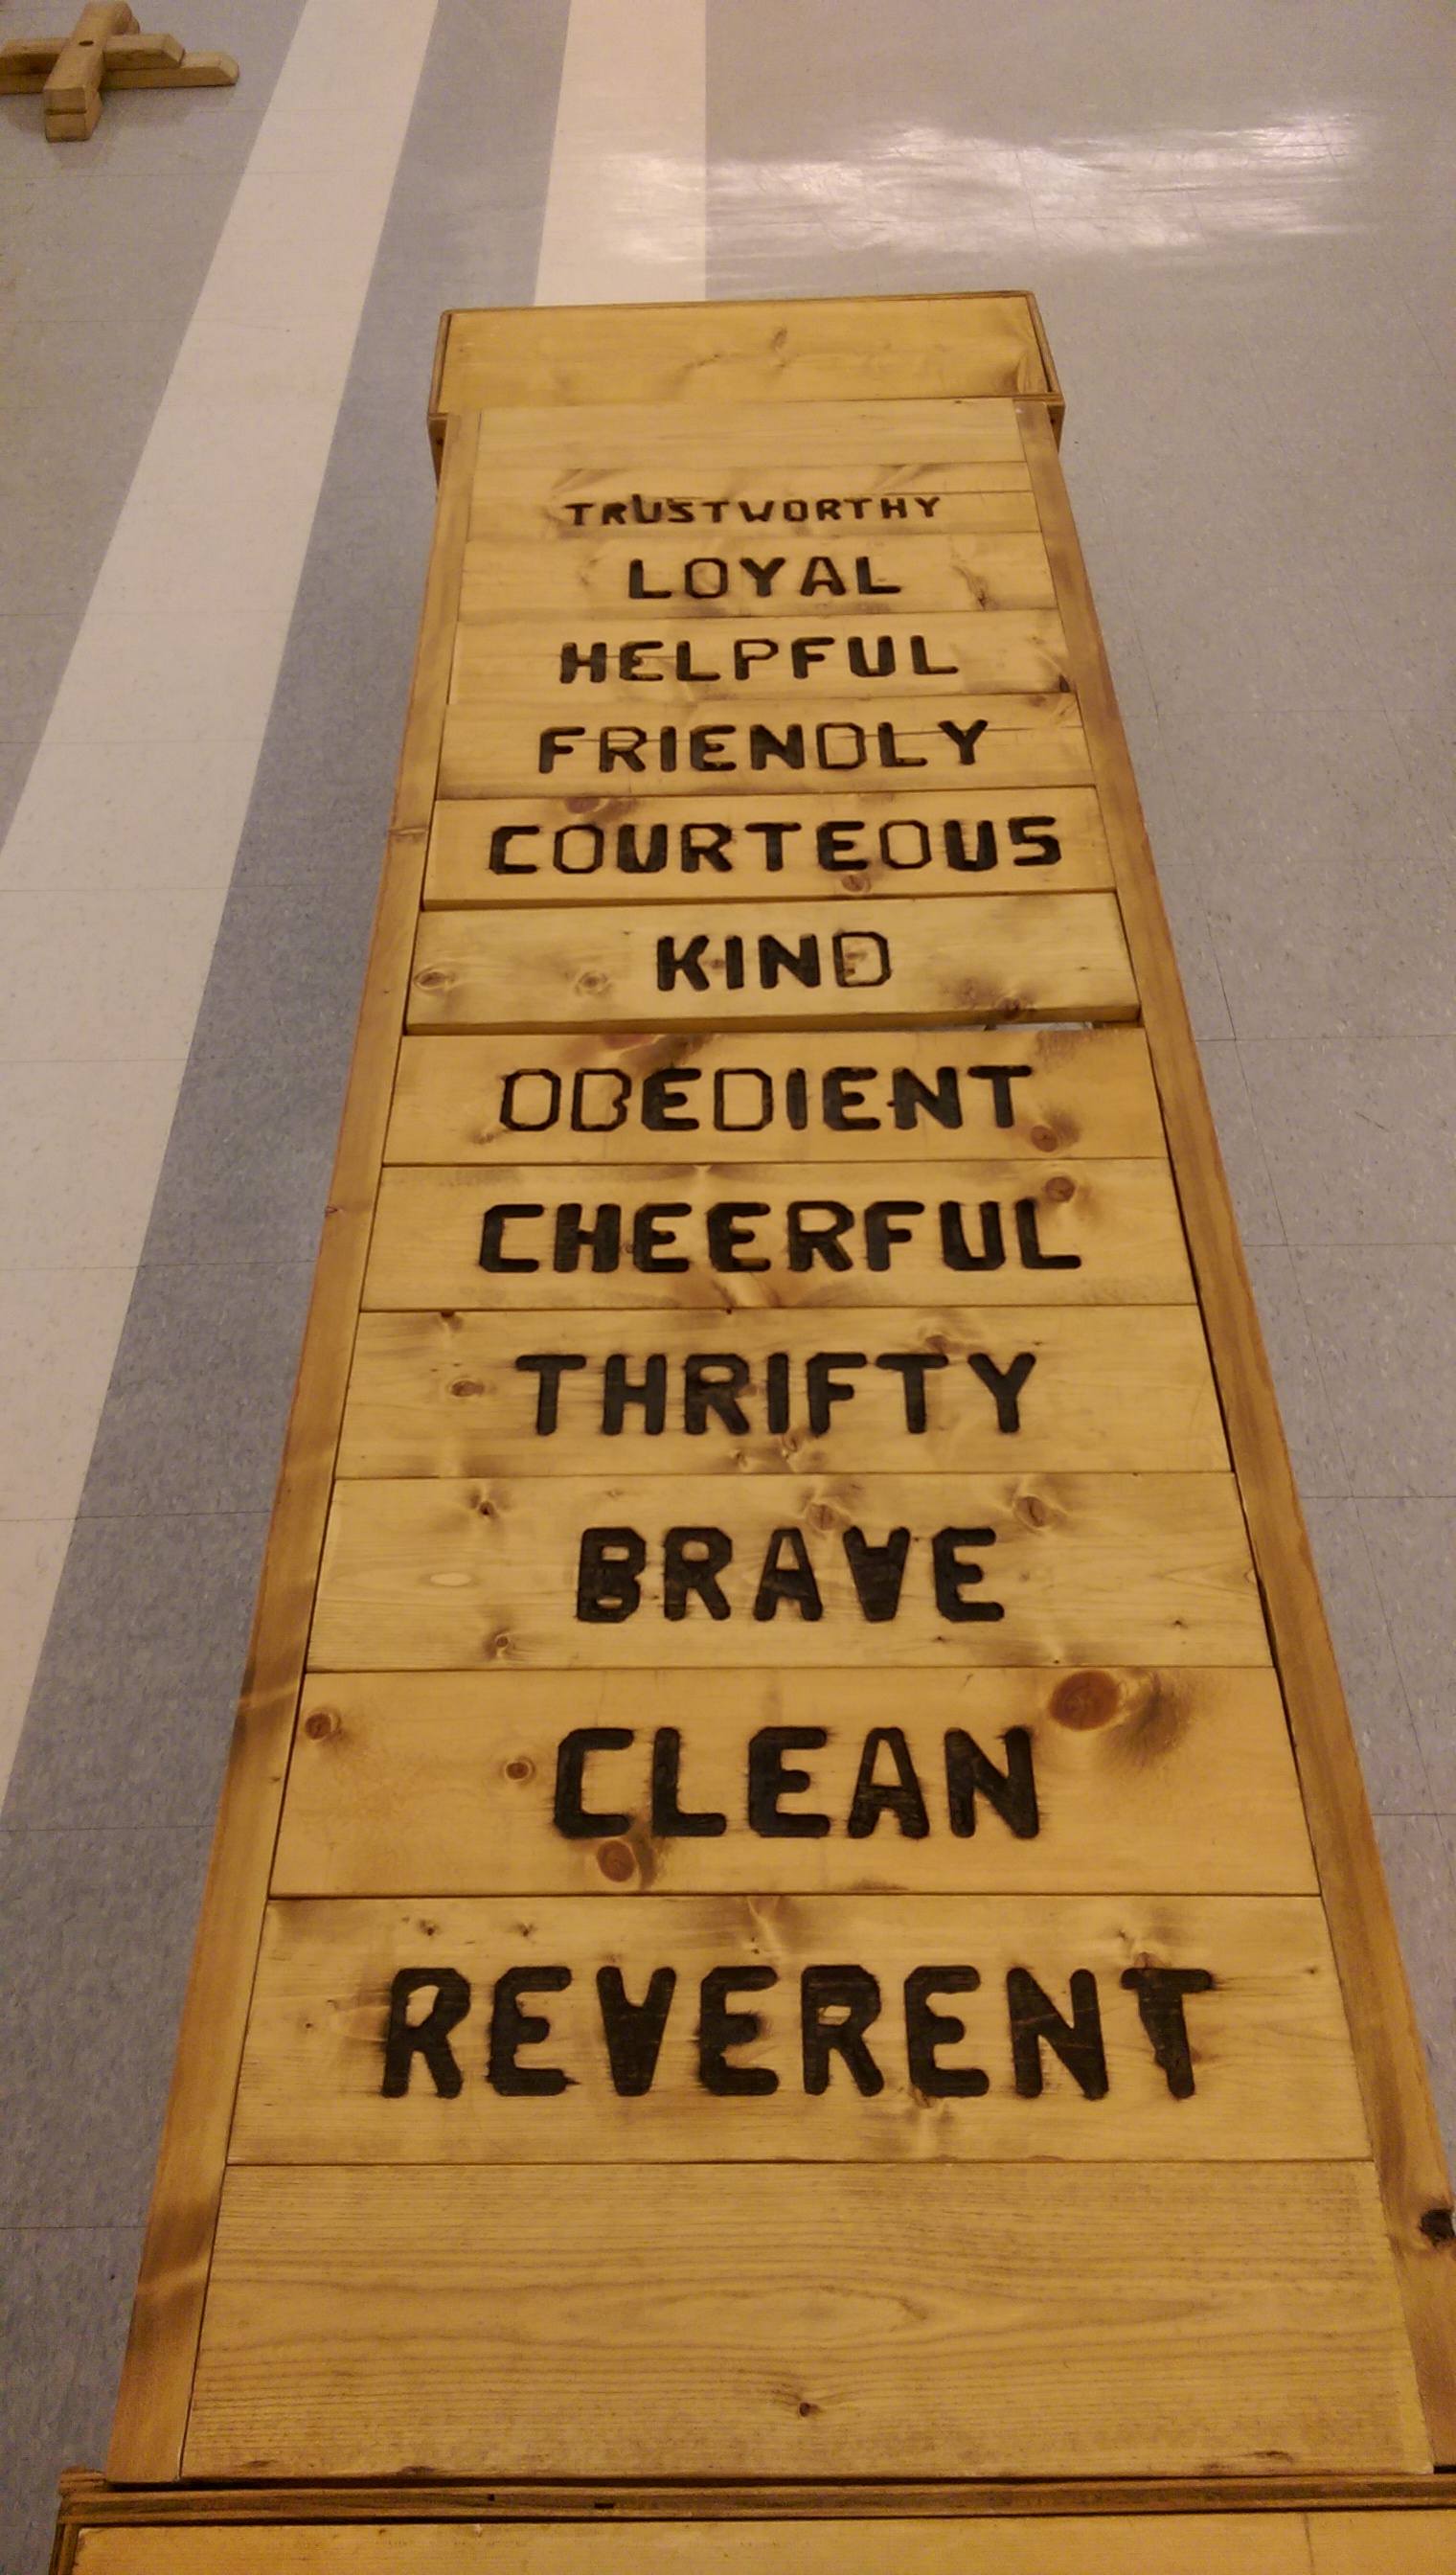 TRUSTWORTHY
LOYAL
HELPFUL
FRIENDLY
COURTEOUS
KIND
OBEDIENT
CHEERFUL
THRIFTY
BRAVE
CLEAN
REVERENT